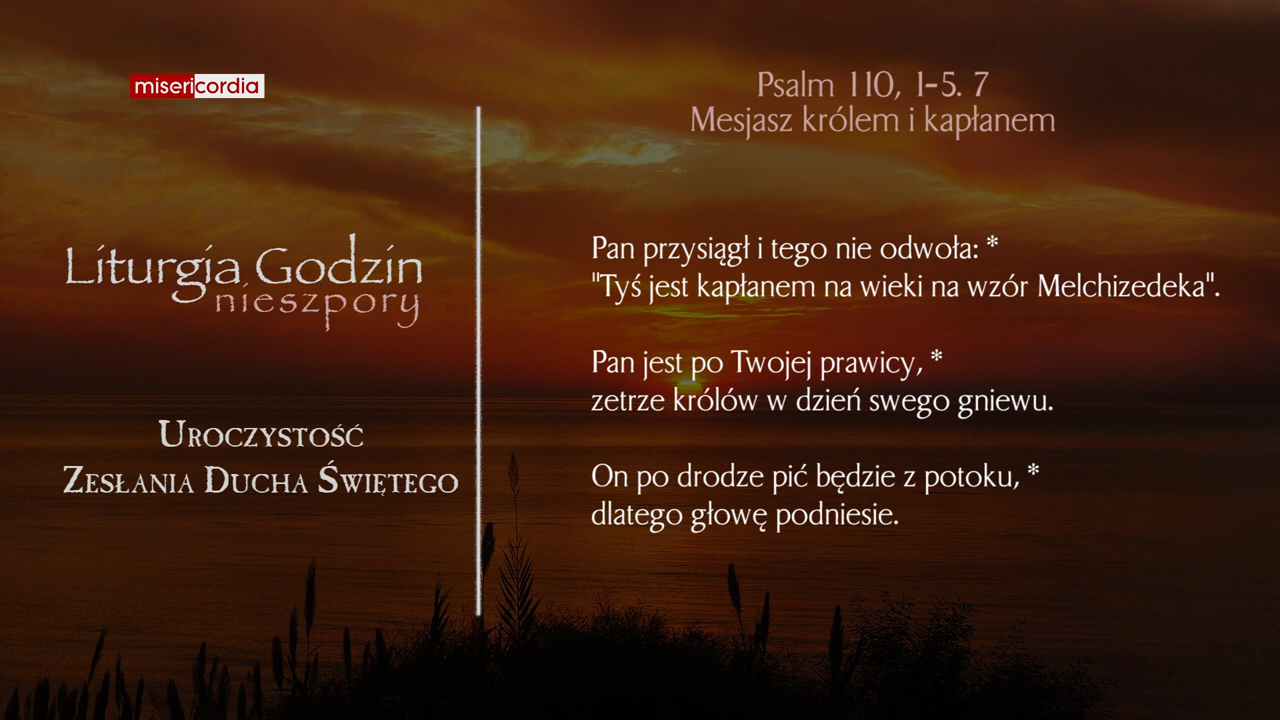 misericordia
Liturgia Godzin
nieszpory
Uroczystość
Zesłania Ducha Świętego
Psalm 110, 1-5. 7
Mesjasz królem i kapłanem
Pan przysiągł i tego nie odwoła: *
"Tyś jest kapłanem na wieki na wzór Melchizedeka".
Pan jest po Twojej prawicy, *
zetrze królów w dzień swego gniewu.
On po drodze pić będzie z potoku, *
dlatego głowę podniesie.